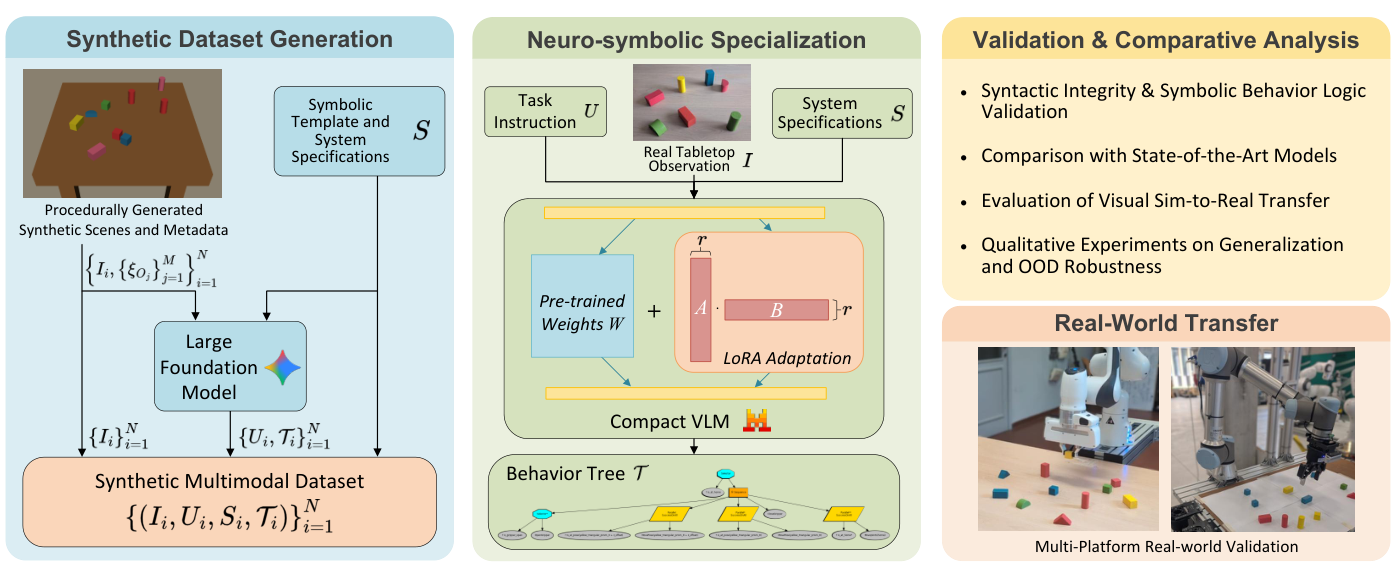 Synthetic Dataset Generation
Symbolic
Template and
System
Specifications
S
Procedurally Generated
Synthetic Scenes and Metadata
{I_i, {ξ_{O_j}}_{j=1}^M}_{i=1}^N
Large
Foundation
Model
{I_i}_{i=1}^N
{U_i, 𝒯_i}_{i=1}^N
Synthetic Multimodal Dataset
{(I_i, U_i, S_i, 𝒯_i)}_{i=1}^N
Neuro-symbolic Specialization
Task
Instruction U
Real Tabletop
Observation I
System
Specifications S
r
Pre-trained
Weights W
+
A · B
r
LoRA Adaptation
Compact VLM
Behavior Tree 𝒯
Validation & Comparative Analysis
• Syntactic Integrity & Symbolic Behavior Logic
Validation
• Comparison with State-of-the-Art Models
• Evaluation of Visual Sim-to-Real Transfer
• Qualitative Experiments on Generalization
and OOD Robustness
Real-World Transfer
Multi-Platform Real-world Validation